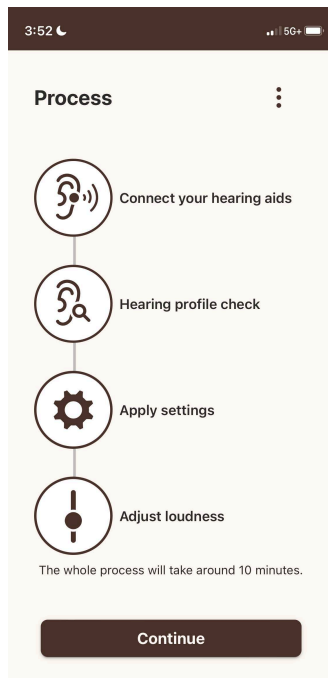 3:52
5G+
Process
Connect your hearing aids
Hearing profile check
Apply settings
Adjust loudness
The whole process will take around 10 minutes.
Continue